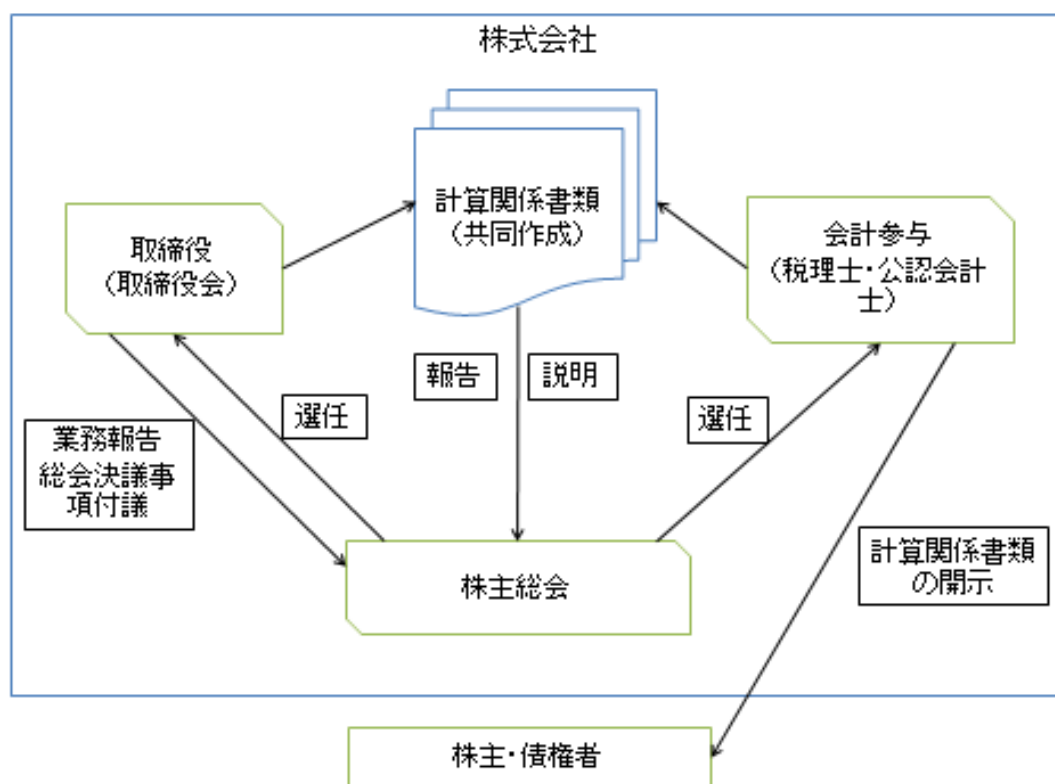 株式会社
計算関係書類
（共同作成）
取締役
（取締役会）
会計参与
（税理士・公認会計
士）
報告
説明
選任
選任
業務報告
総会決議事
項付議
株主総会
計算関係書類
の開示
株主・債権者